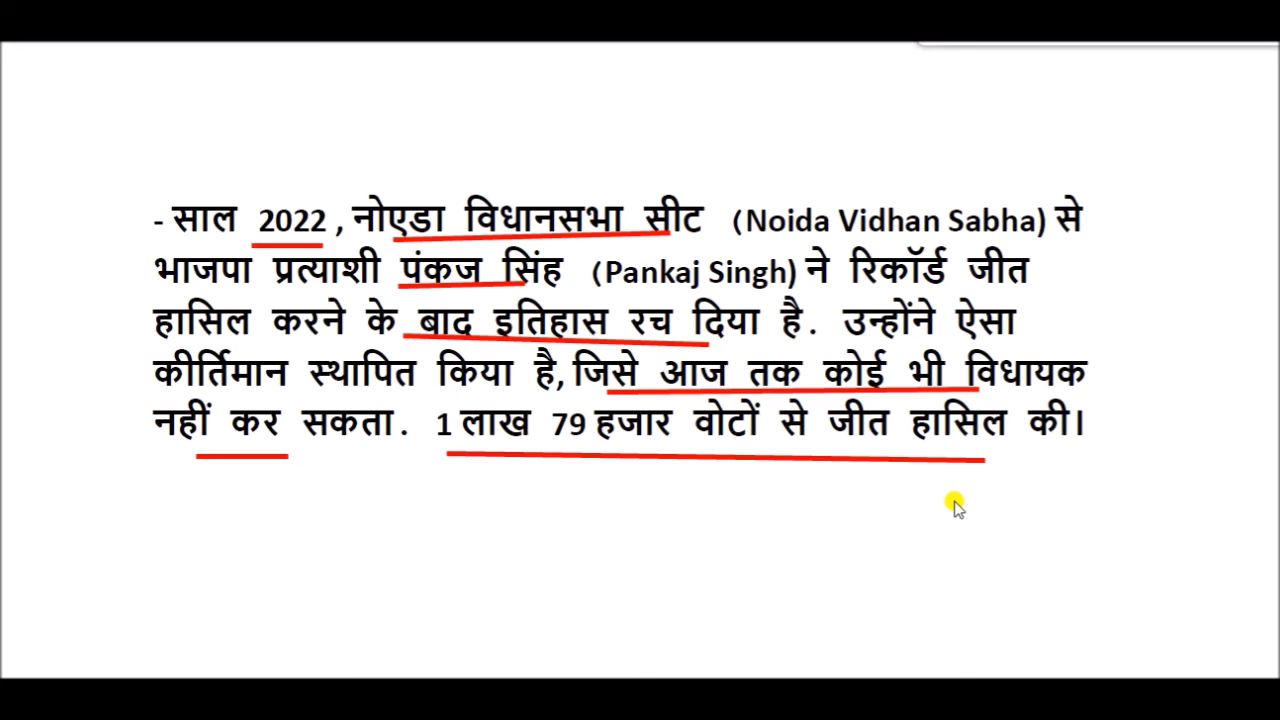 - साल 2022 , नोएडा विधानसभा सीट (Noida Vidhan Sabha) से
भाजपा प्रत्याशी पंकज सिंह (Pankaj Singh) ने रिकॉर्ड जीत
हासिल करने के बाद इतिहास रच दिया है . उन्होंने ऐसा
कीर्तिमान स्थापित किया है, जिसे आज तक कोई भी विधायक
नहीं कर सकता . 1 लाख 79 हजार वोटों से जीत हासिल की।